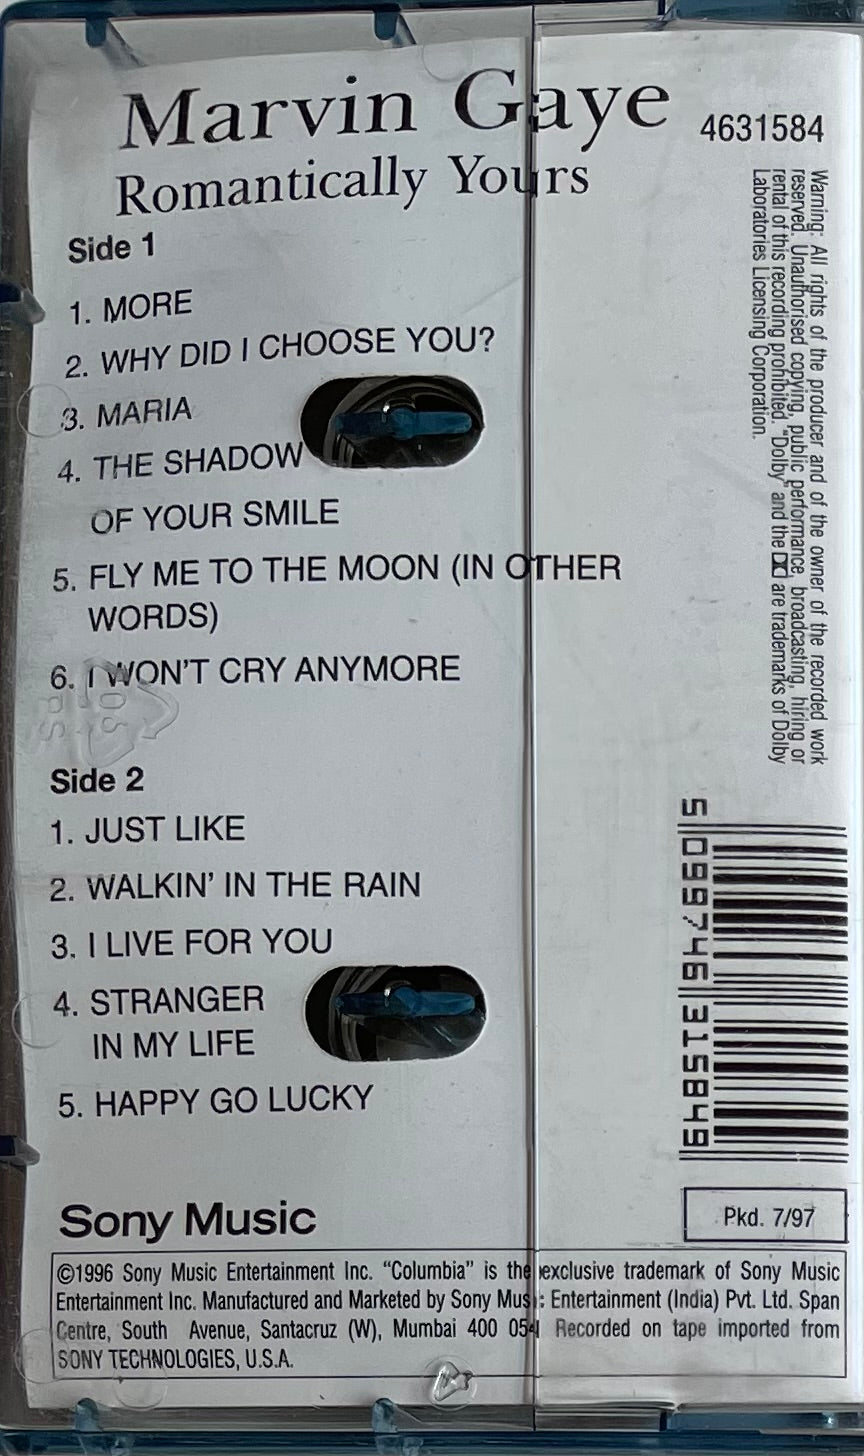 Marvin Gaye
4631584
Romantically Yours
Side 1
1. MORE
2. WHY DID I CHOOSE YOU?
3. MARIA
4. THE SHADOW
OF YOUR SMILE
5. FLY ME TO THE MOON (IN OTHER
WORDS)
6. I WON'T CRY ANYMORE
Side 2
1. JUST LIKE
2. WALKIN' IN THE RAIN
3. I LIVE FOR YOU
4. STRANGER
IN MY LIFE
5. HAPPY GO LUCKY
Warning: All rights of the producer and of the owner of the recorded work
reserved. Unauthorised copying, public performance, broadcasting, hiring or
rental of this recording prohibited. "Dolby" and the are trademarks of Dolby
Laboratories Licensing Corporation.
5 099746 315849
Sony Music
Pkd. 7/97
©1996 Sony Music Entertainment Inc. "Columbia" is the exclusive trademark of Sony Music
Entertainment Inc. Manufactured and Marketed by Sony Music Entertainment (India) Pvt. Ltd. Span
Centre, South Avenue, Santacruz (W), Mumbai 400 054 Recorded on tape imported from
SONY TECHNOLOGIES, U.S.A.